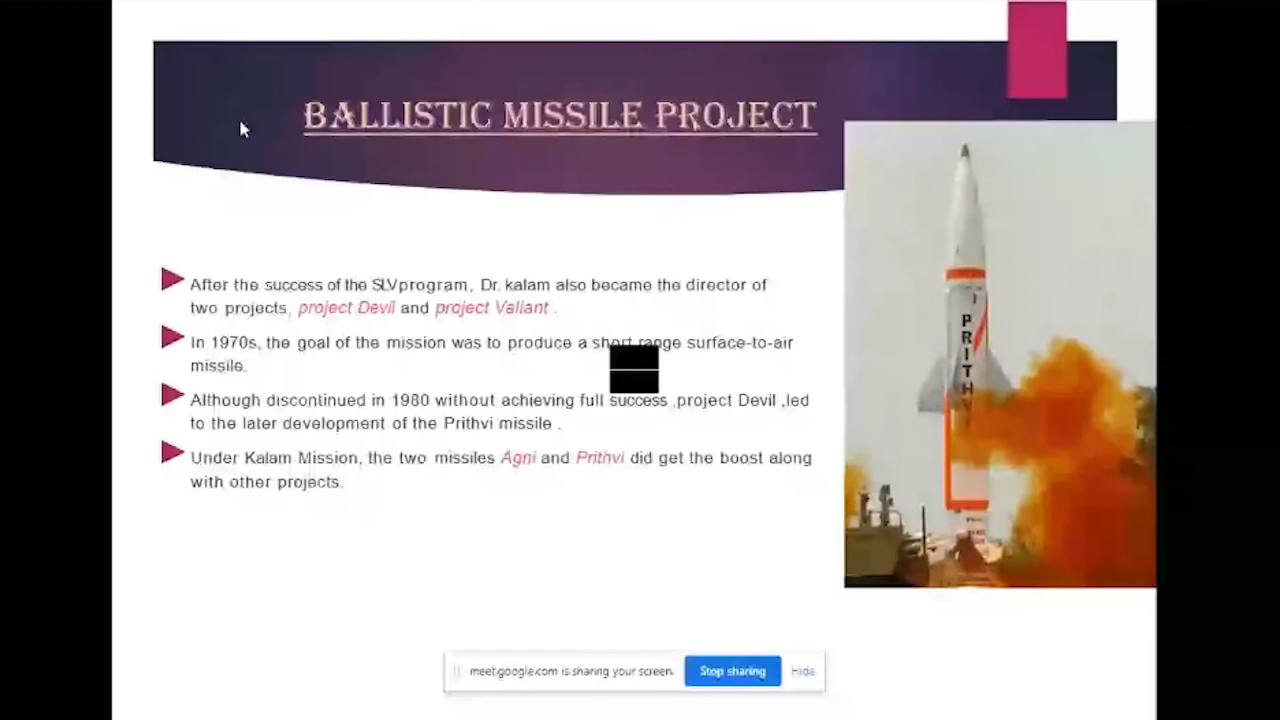 BALLISTIC MISSILE PROJECT
After the success of the SLV program, Dr. kalam also became the director of
two projects, project Devil and project Valiant .
In 1970s, the goal of the mission was to produce a short range surface-to-air
missile.
Although discontinued in 1980 without achieving full success ,project Devil ,led
to the later development of the Prithvi missile .
Under Kalam Mission, the two missiles Agni and Prithvi did get the boost along
with other projects.
PRITHVI
meet.google.com is sharing your screen.
Stop sharing
Hide